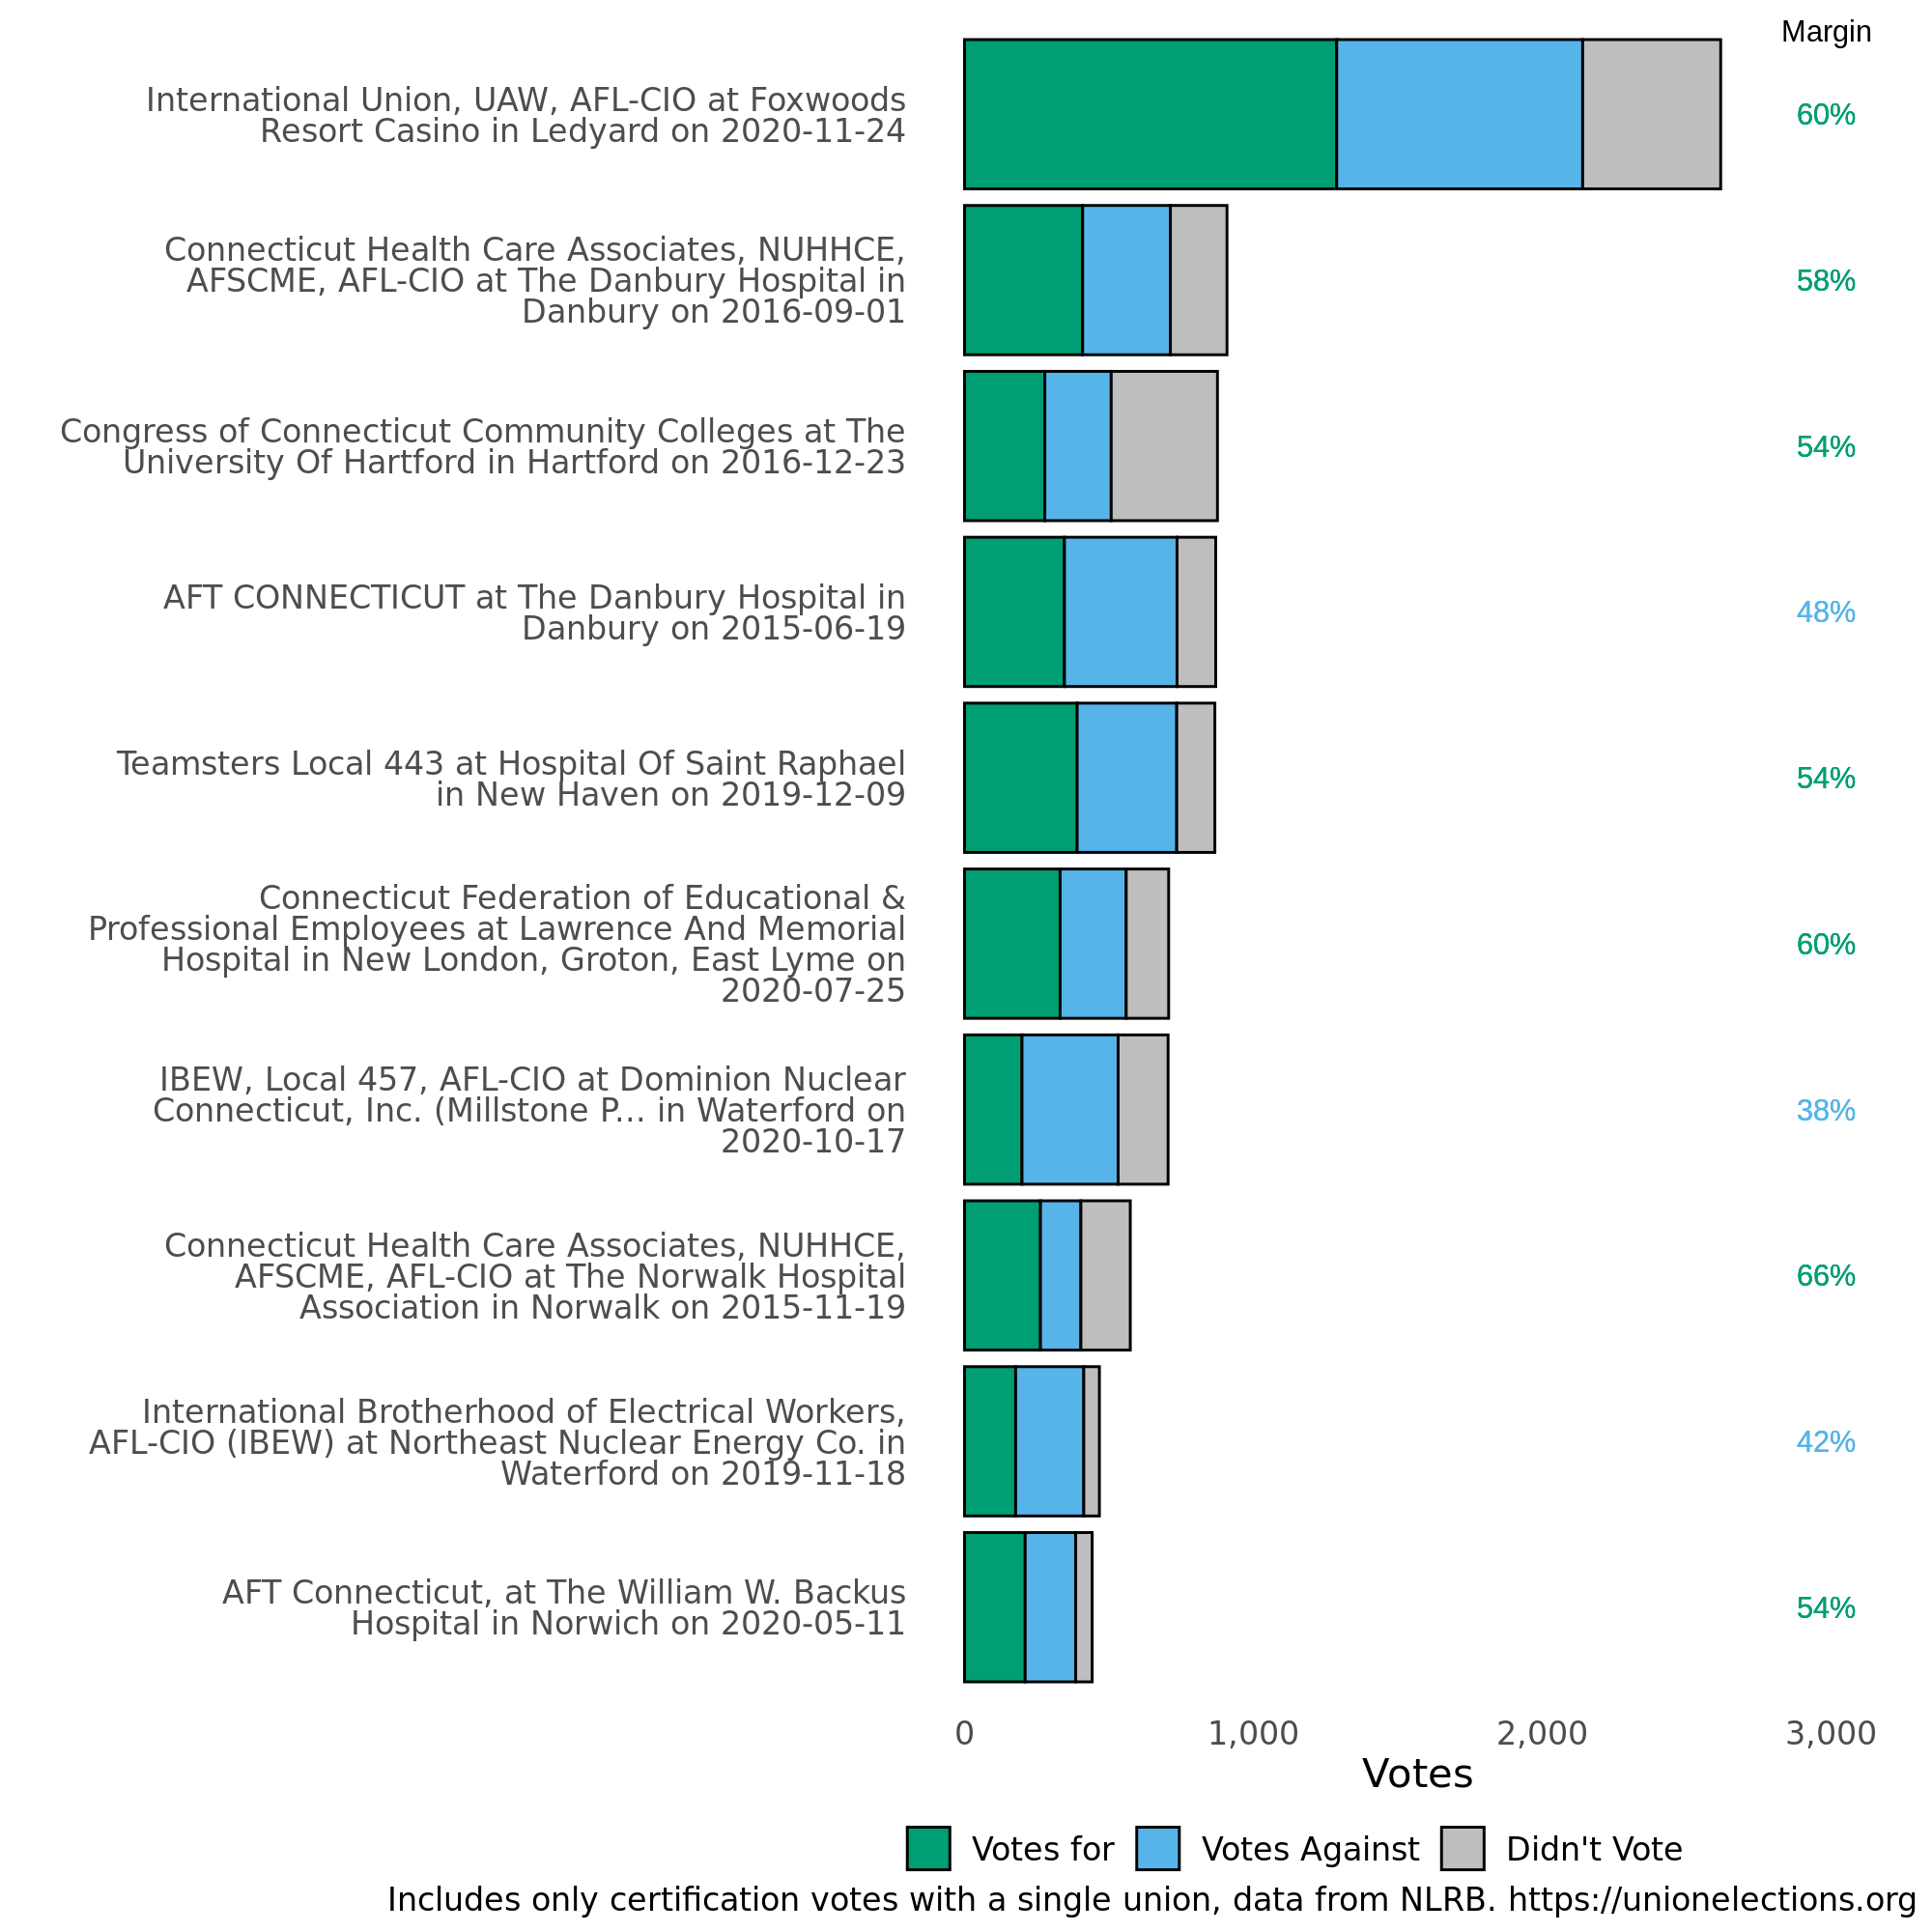 Margin
International Union, UAW, AFL-CIO at Foxwoods
Resort Casino in Ledyard on 2020-11-24
60%
Connecticut Health Care Associates, NUHHCE,
AFSCME, AFL-CIO at The Danbury Hospital in
Danbury on 2016-09-01
58%
Congress of Connecticut Community Colleges at The
University Of Hartford in Hartford on 2016-12-23
54%
AFT CONNECTICUT at The Danbury Hospital in
Danbury on 2015-06-19
48%
Teamsters Local 443 at Hospital Of Saint Raphael
in New Haven on 2019-12-09
54%
Connecticut Federation of Educational &
Professional Employees at Lawrence And Memorial
Hospital in New London, Groton, East Lyme on
2020-07-25
60%
IBEW, Local 457, AFL-CIO at Dominion Nuclear
Connecticut, Inc. (Millstone P... in Waterford on
2020-10-17
38%
Connecticut Health Care Associates, NUHHCE,
AFSCME, AFL-CIO at The Norwalk Hospital
Association in Norwalk on 2015-11-19
66%
International Brotherhood of Electrical Workers,
AFL-CIO (IBEW) at Northeast Nuclear Energy Co. in
Waterford on 2019-11-18
42%
AFT Connecticut, at The William W. Backus
Hospital in Norwich on 2020-05-11
54%
0 1,000 2,000 3,000
Votes
Votes for Votes Against Didn't Vote
Includes only certification votes with a single union, data from NLRB. https://unionelections.org